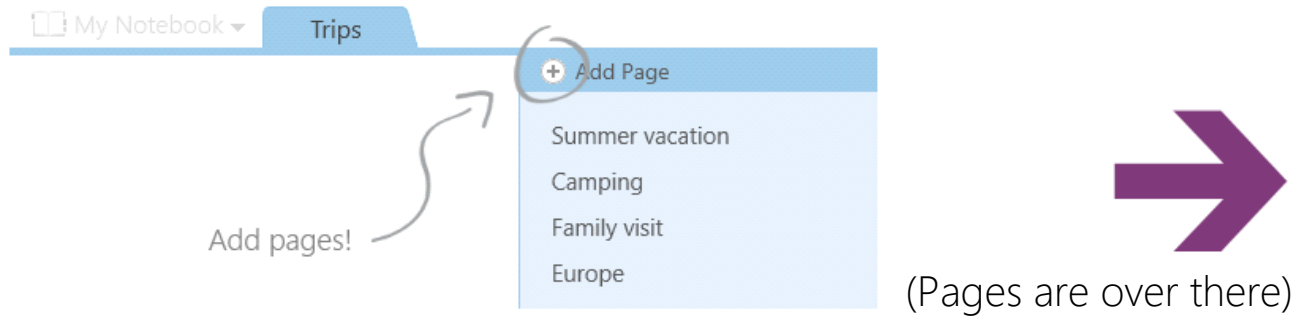 My Notebook
Trips
Add Page
Summer vacation
Camping
Family visit
Europe
Add pages!
(Pages are over there)